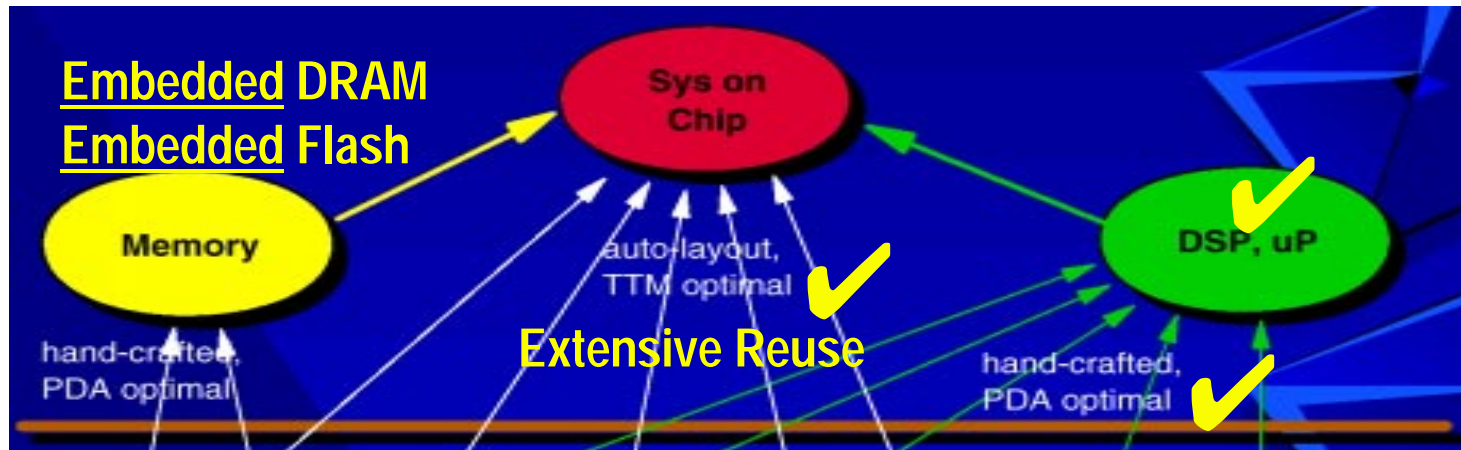 Embedded DRAM
Embedded Flash
Sys on
Chip
Memory
DSP, uP
auto-layout,
TTM optimal
Extensive Reuse
hand-crafted,
PDA optimal
hand-crafted,
PDA optimal